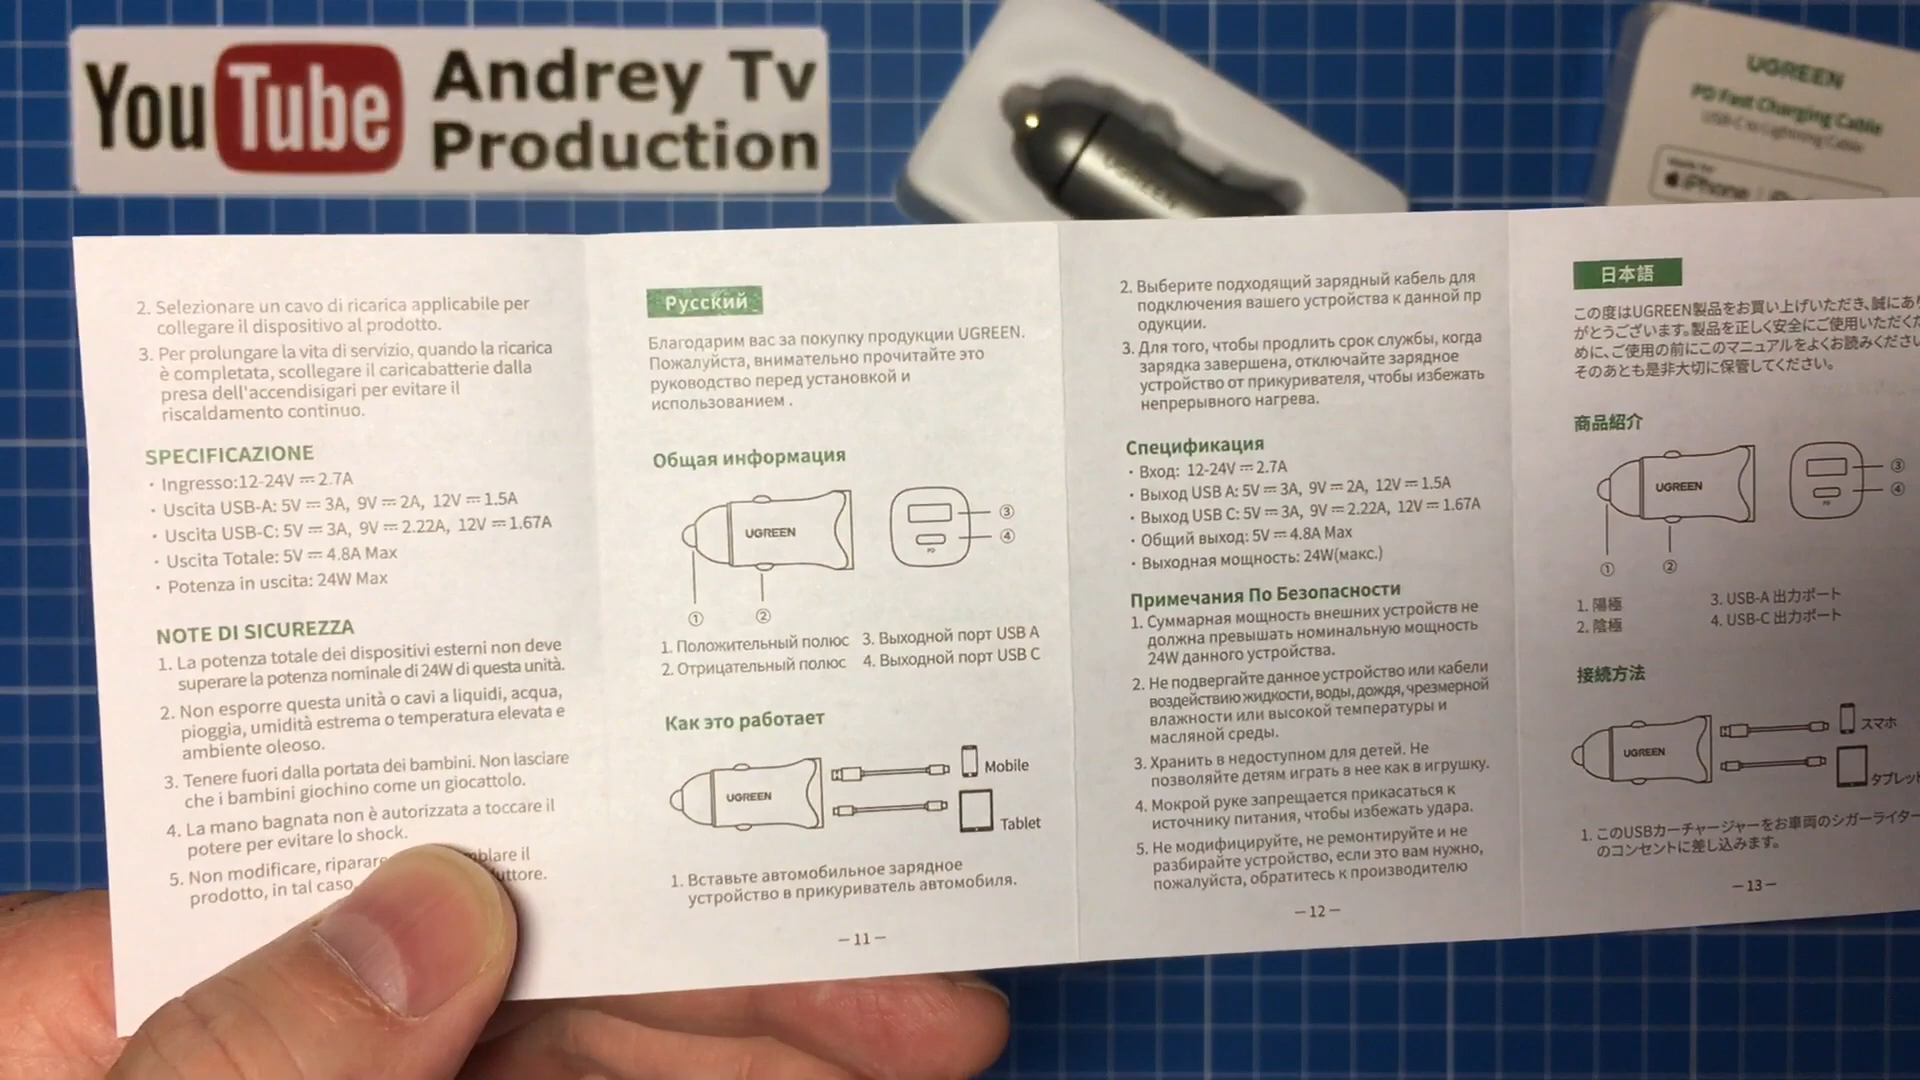 YouTube
Andrey Tv
Production
UGREEN
UGREEN
PD Fast Charging Cable
USB-C to Lightning Cable
Made for
iPhone
2. Selezionare un cavo di ricarica applicabile per
collegare il dispositivo al prodotto.
3. Per prolungare la vita di servizio, quando la ricarica
è completata, scollegare il caricabatterie dalla
presa dell'accendisigari per evitare il
riscaldamento continuo.
SPECIFICAZIONE
· Ingresso:12-24V⎓2.7A
· Uscita USB-A: 5V⎓3A, 9V⎓2A, 12V⎓1.5A
· Uscita USB-C: 5V⎓3A, 9V⎓2.22A, 12V⎓1.67A
· Uscita Totale: 5V⎓4.8A Max
· Potenza in uscita: 24W Max
NOTE DI SICUREZZA
1. La potenza totale dei dispositivi esterni non deve
superare la potenza nominale di 24W di questa unità.
2. Non esporre questa unità o cavi a liquidi, acqua,
pioggia, umidità estrema o temperatura elevata e
ambiente oleoso.
3. Tenere fuori dalla portata dei bambini. Non lasciare
che i bambini giochino come un giocattolo.
4. La mano bagnata non è autorizzata a toccare il
potere per evitare lo shock.
5. Non modificare, riparare il
prodotto, in tal caso,
Русский
Благодарим вас за покупку продукции UGREEN.
Пожалуйста, внимательно прочитайте это
руководство перед установкой и
использованием .
Общая информация
UGREEN
PD
③
④
① ②
1. Положительный полюс 3. Выходной порт USB A
2. Отрицательный полюс 4. Выходной порт USB C
Как это работает
UGREEN
Mobile
Tablet
1. Вставьте автомобильное зарядное
устройство в прикуриватель автомобиля.
－11－
2. Выберите подходящий зарядный кабель для
подключения вашего устройства к данной пр
одукции.
3. Для того, чтобы продлить срок службы, когда
зарядка завершена, отключайте зарядное
устройство от прикуривателя, чтобы избежать
непрерывного нагрева.
Спецификация
· Вход: 12-24V⎓2.7A
· Выход USB A: 5V⎓3A, 9V⎓2A, 12V⎓1.5A
· Выход USB C: 5V⎓3A, 9V⎓2.22A, 12V⎓1.67A
· Общий выход: 5V⎓4.8A Max
· Выходная мощность: 24W(макс.)
Примечания По Безопасности
1. Суммарная мощность внешних устройств не
должна превышать номинальную мощность
24W данного устройства.
2. Не подвергайте данное устройство или кабели
воздействию жидкости, воды, дождя, чрезмерной
влажности или высокой температуры и
масляной среды.
3. Хранить в недоступном для детей. Не
позволяйте детям играть в нее как в игрушку.
4. Мокрой руке запрещается прикасаться к
источнику питания, чтобы избежать удара.
5. Не модифицируйте, не ремонтируйте и не
разбирайте устройство, если это вам нужно,
пожалуйста, обратитесь к производителю
－12－
日本語
この度はUGREEN製品をお買い上げいただき、誠にあり
がとうございます。製品を正しく安全にご使用いただくた
めに、ご使用の前にこのマニュアルをよくお読みください
そのあとも是非大切に保管してください。
商品紹介
UGREEN
PD
③
④
① ②
1. 陽極 3. USB-A 出力ポート
2. 陰極 4. USB-C 出力ポート
接続方法
UGREEN
スマホ
タブレット
1. このUSBカーチャージャーをお車両のシガーライター
のコンセントに差し込みます。
－13－